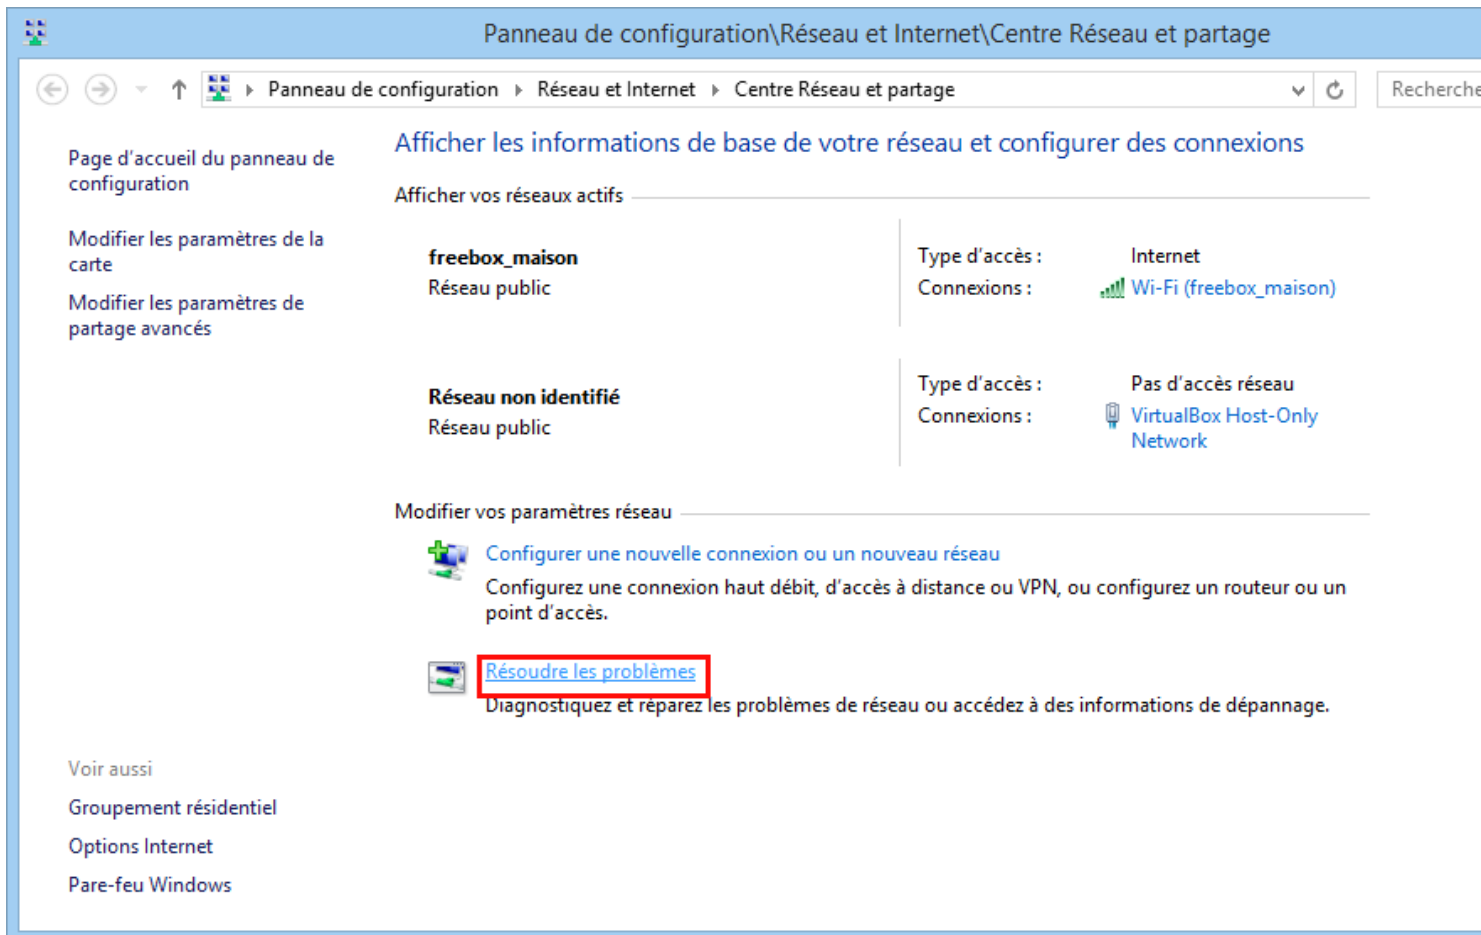 Panneau de configuration\Réseau et Internet\Centre Réseau et partage
Panneau de configuration Réseau et Internet Centre Réseau et partage
Recherche
Page d'accueil du panneau de
configuration
Modifier les paramètres de la
carte
Modifier les paramètres de
partage avancés
Afficher les informations de base de votre réseau et configurer des connexions
Afficher vos réseaux actifs
freebox_maison
Réseau public
Type d'accès : Internet
Connexions : Wi-Fi (freebox_maison)
Réseau non identifié
Réseau public
Type d'accès : Pas d'accès réseau
Connexions : VirtualBox Host-Only
Network
Modifier vos paramètres réseau
Configurer une nouvelle connexion ou un nouveau réseau
Configurez une connexion haut débit, d'accès à distance ou VPN, ou configurez un routeur ou un
point d'accès.
Résoudre les problèmes
Diagnostiquez et réparez les problèmes de réseau ou accédez à des informations de dépannage.
Voir aussi
Groupement résidentiel
Options Internet
Pare-feu Windows